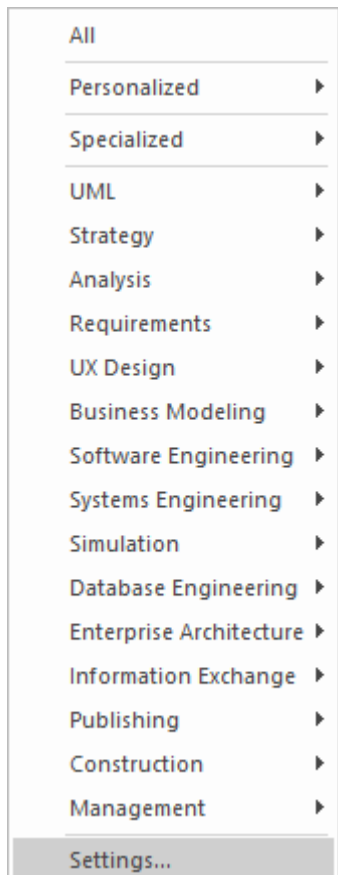 All
Personalized
Specialized
UML
Strategy
Analysis
Requirements
UX Design
Business Modeling
Software Engineering
Systems Engineering
Simulation
Database Engineering
Enterprise Architecture
Information Exchange
Publishing
Construction
Management
Settings...